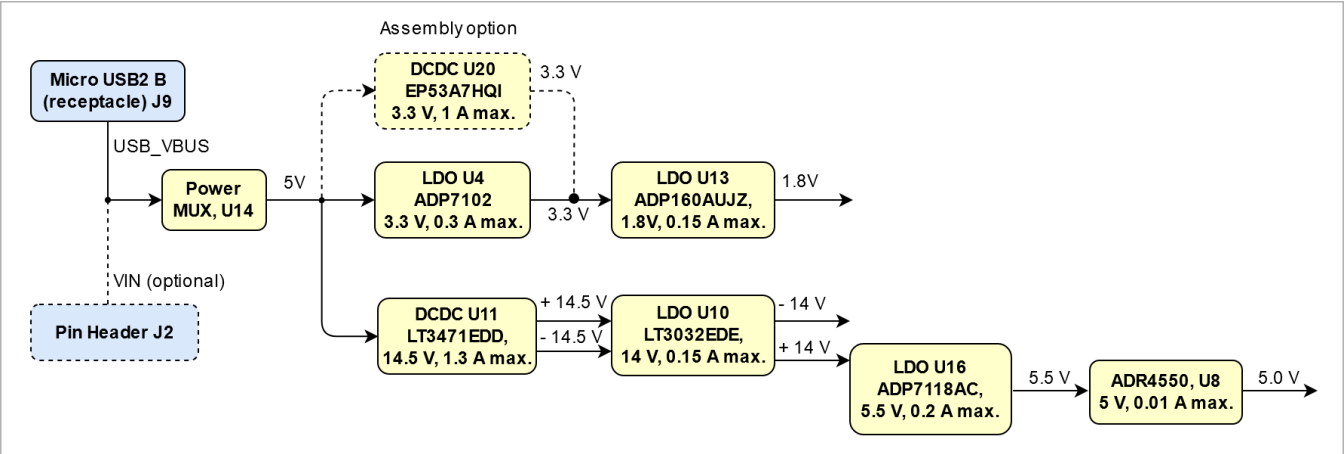 Assembly option
Micro USB2 B
(receptacle) J9
DCDC U20
EP53A7HQI
3.3 V, 1 A max.
3.3 V
USB_VBUS
Power
MUX, U14
5V
LDO U4
ADP7102
3.3 V, 0.3 A max.
3.3 V
LDO U13
ADP160AUJZ,
1.8V, 0.15 A max.
1.8V
VIN (optional)
Pin Header J2
DCDC U11
LT3471EDD,
14.5 V, 1.3 A max.
+ 14.5 V
- 14.5 V
LDO U10
LT3032EDE,
14 V, 0.15 A max.
- 14 V
+ 14 V
LDO U16
ADP7118AC,
5.5 V, 0.2 A max.
5.5 V
ADR4550, U8
5 V, 0.01 A max.
5.0 V